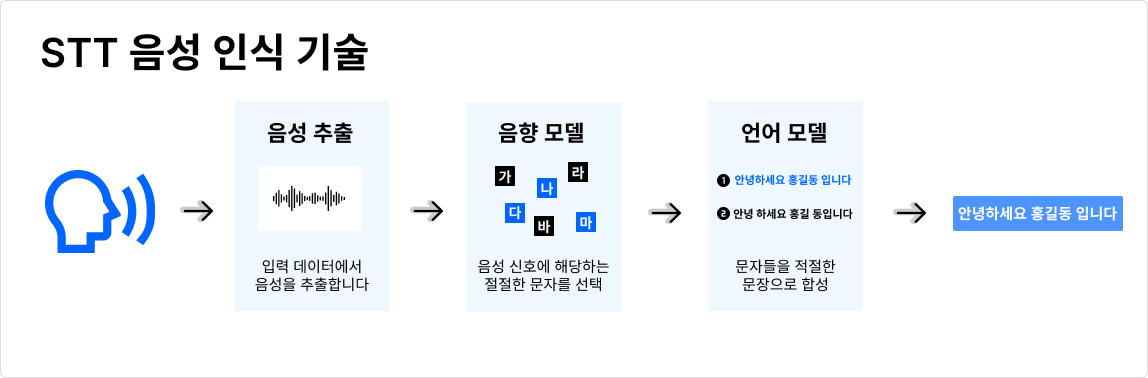 STT 음성 인식 기술
음성 추출
입력 데이터에서
음성을 추출합니다
음향 모델
가
라
나
다
바
마
음성 신호에 해당하는
절절한 문자를 선택
언어 모델
1 안녕하세요 홍길동 입니다
2 안녕 하세요 홍길 동입니다
문자들을 적절한
문장으로 합성
안녕하세요 홍길동 입니다